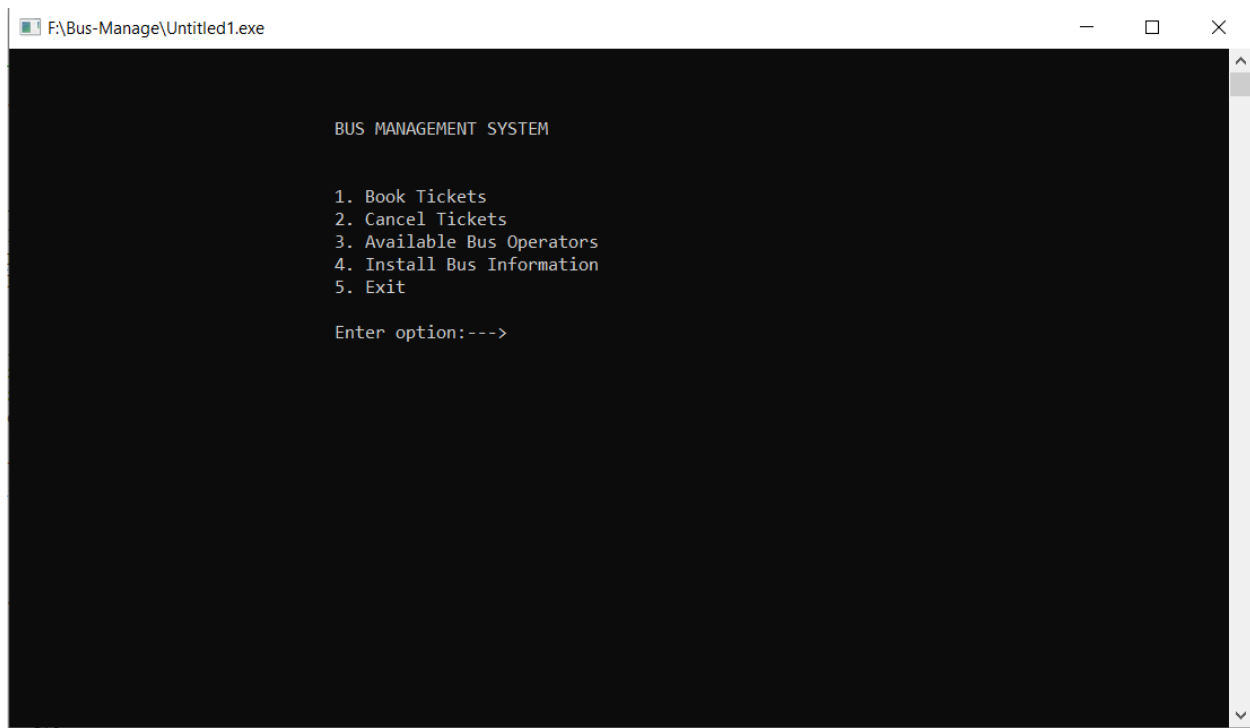 F:\Bus-Manage\Untitled1.exe
BUS MANAGEMENT SYSTEM
1. Book Tickets
2. Cancel Tickets
3. Available Bus Operators
4. Install Bus Information
5. Exit
Enter option:--->